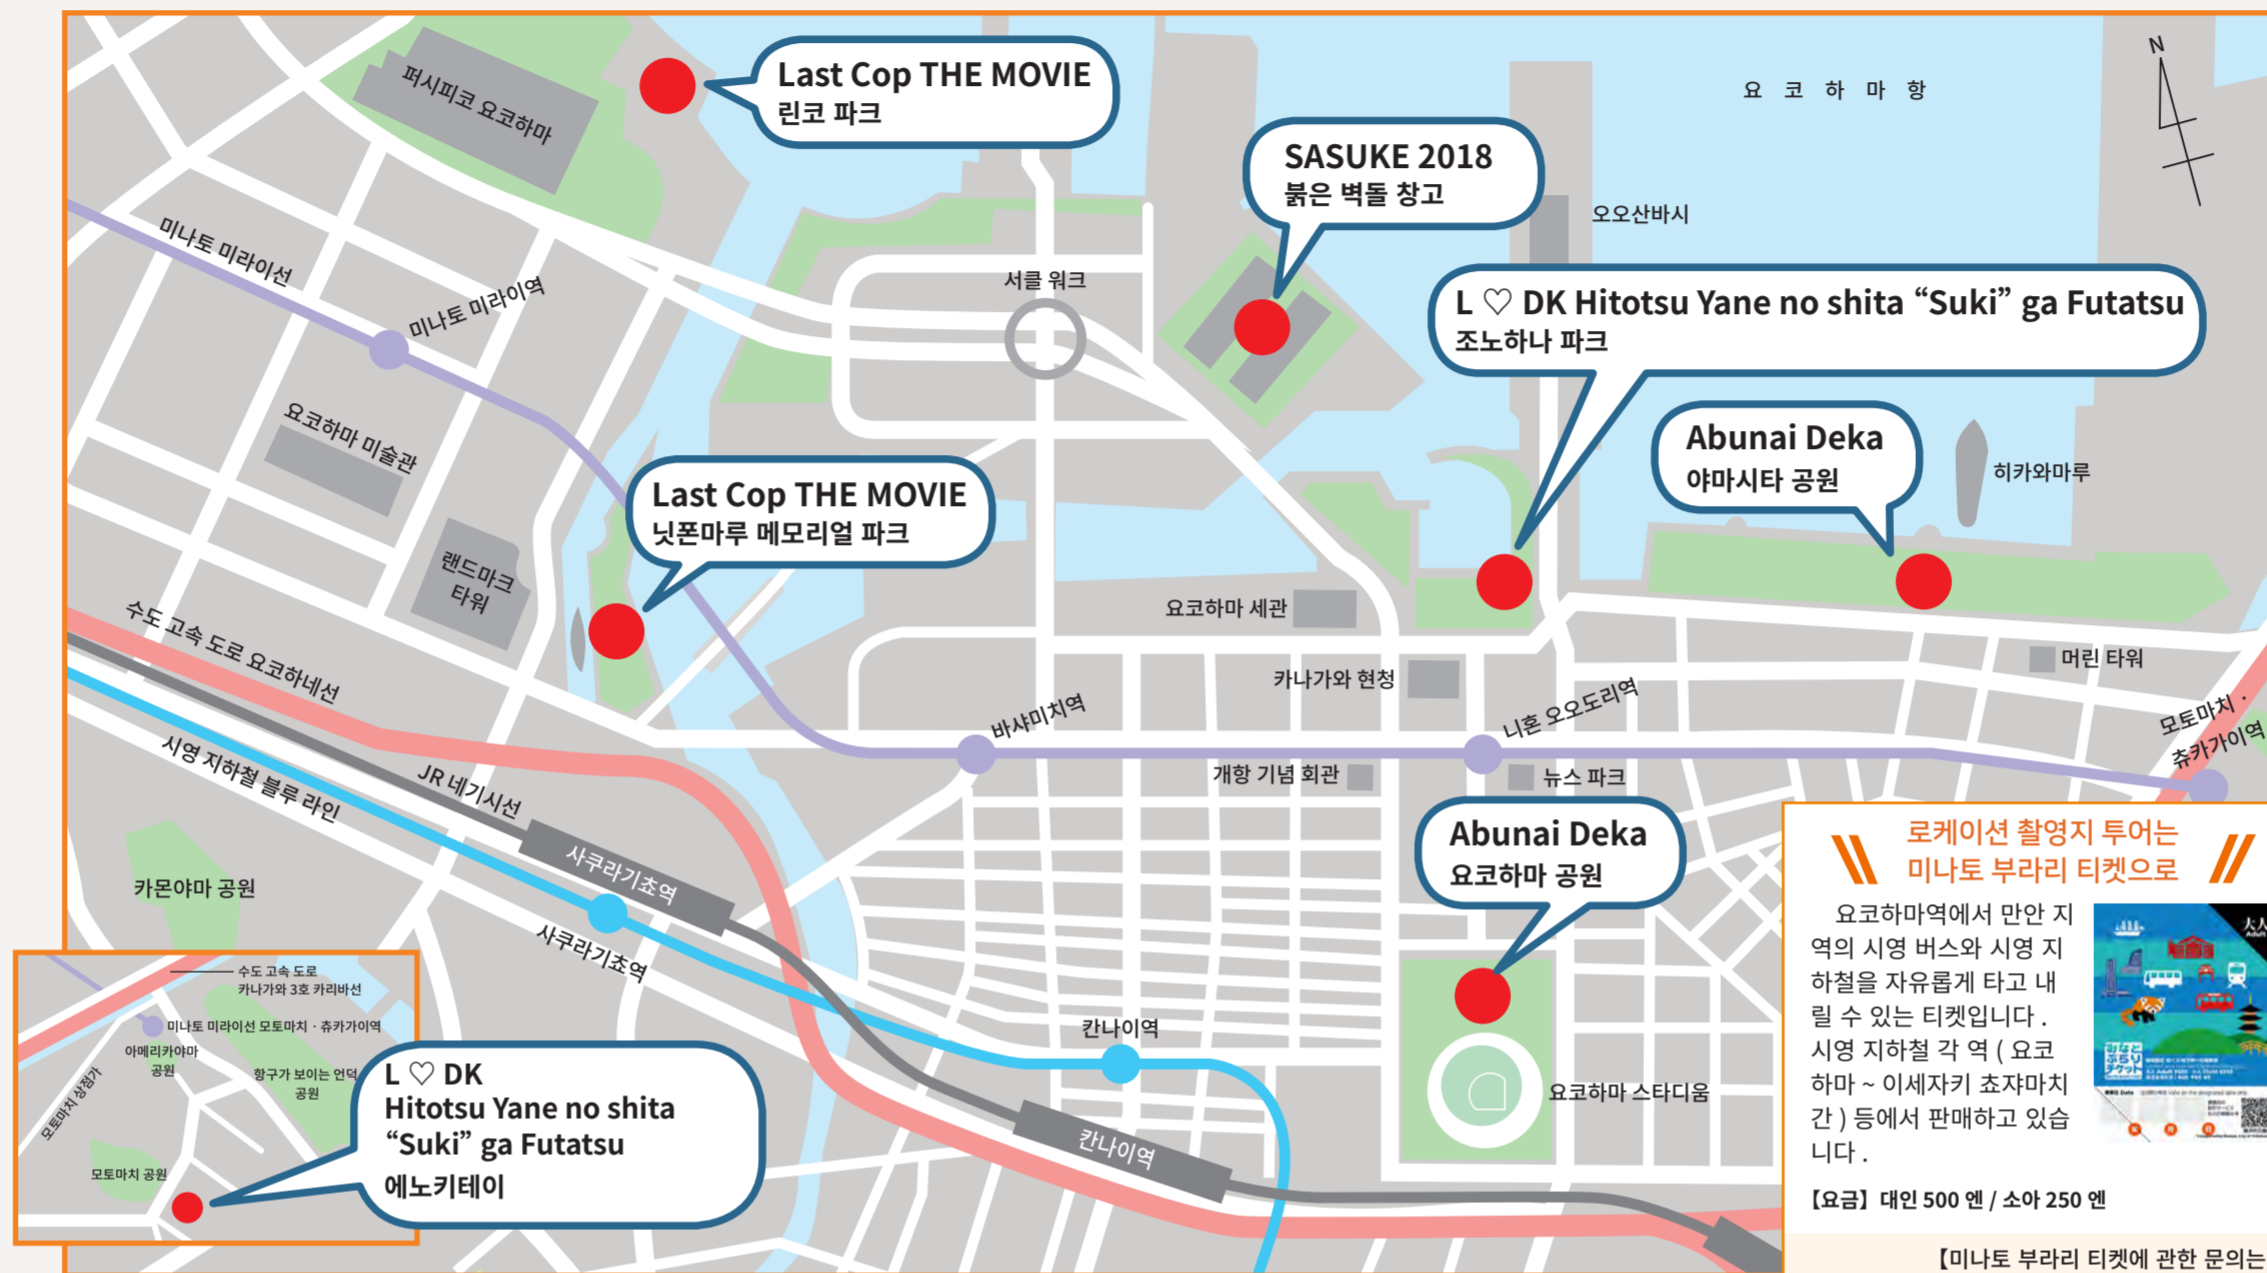 Last Cop THE MOVIE
린코 파크
퍼시피코 요코하마
요 코 하 마 항
N
SASUKE 2018
붉은 벽돌 창고
오오산바시
미나토 미라이선
미나토 미라이역
서클 워크
L ♡ DK Hitotsu Yane no shita “Suki” ga Futatsu
조노하나 파크
요코하마 미술관
Abunai Deka
야마시타 공원
히카와마루
Last Cop THE MOVIE
닛폰마루 메모리얼 파크
랜드마크
타워
수도 고속 도로 요코하네선
요코하마 세관
카나가와 현청
머린 타워
바샤미치역
니혼 오오도리역
모토마치 ·
츄카가이역
시영 지하철 블루 라인
JR 네기시선
개항 기념 회관
뉴스 파크
사쿠라기쵸역
사쿠라기쵸역
카몬야마 공원
Abunai Deka
요코하마 공원
칸나이역
칸나이역
요코하마 스타디움
수도 고속 도로
카나가와 3호 카리바선
미나토 미라이선 모토마치 · 츄카가이역
아메리카야마
공원
항구가 보이는 언덕
공원
모토마치 상점가
모토마치 공원
L ♡ DK
Hitotsu Yane no shita
“Suki” ga Futatsu
에노키테이
로케이션 촬영지 투어는
미나토 부라리 티켓으로
요코하마역에서 만안 지
역의 시영 버스와 시영 지
하철을 자유롭게 타고 내
릴 수 있는 티켓입니다 .
시영 지하철 각 역 ( 요코
하마 ~ 이세자키 쵸쟈마치
간 ) 등에서 판매하고 있습
니다 .
【요금】대인 500 엔 / 소아 250 엔
大人
Adult
みなと
ぶらり
チケット
【미나토 부라리 티켓에 관한 문의는